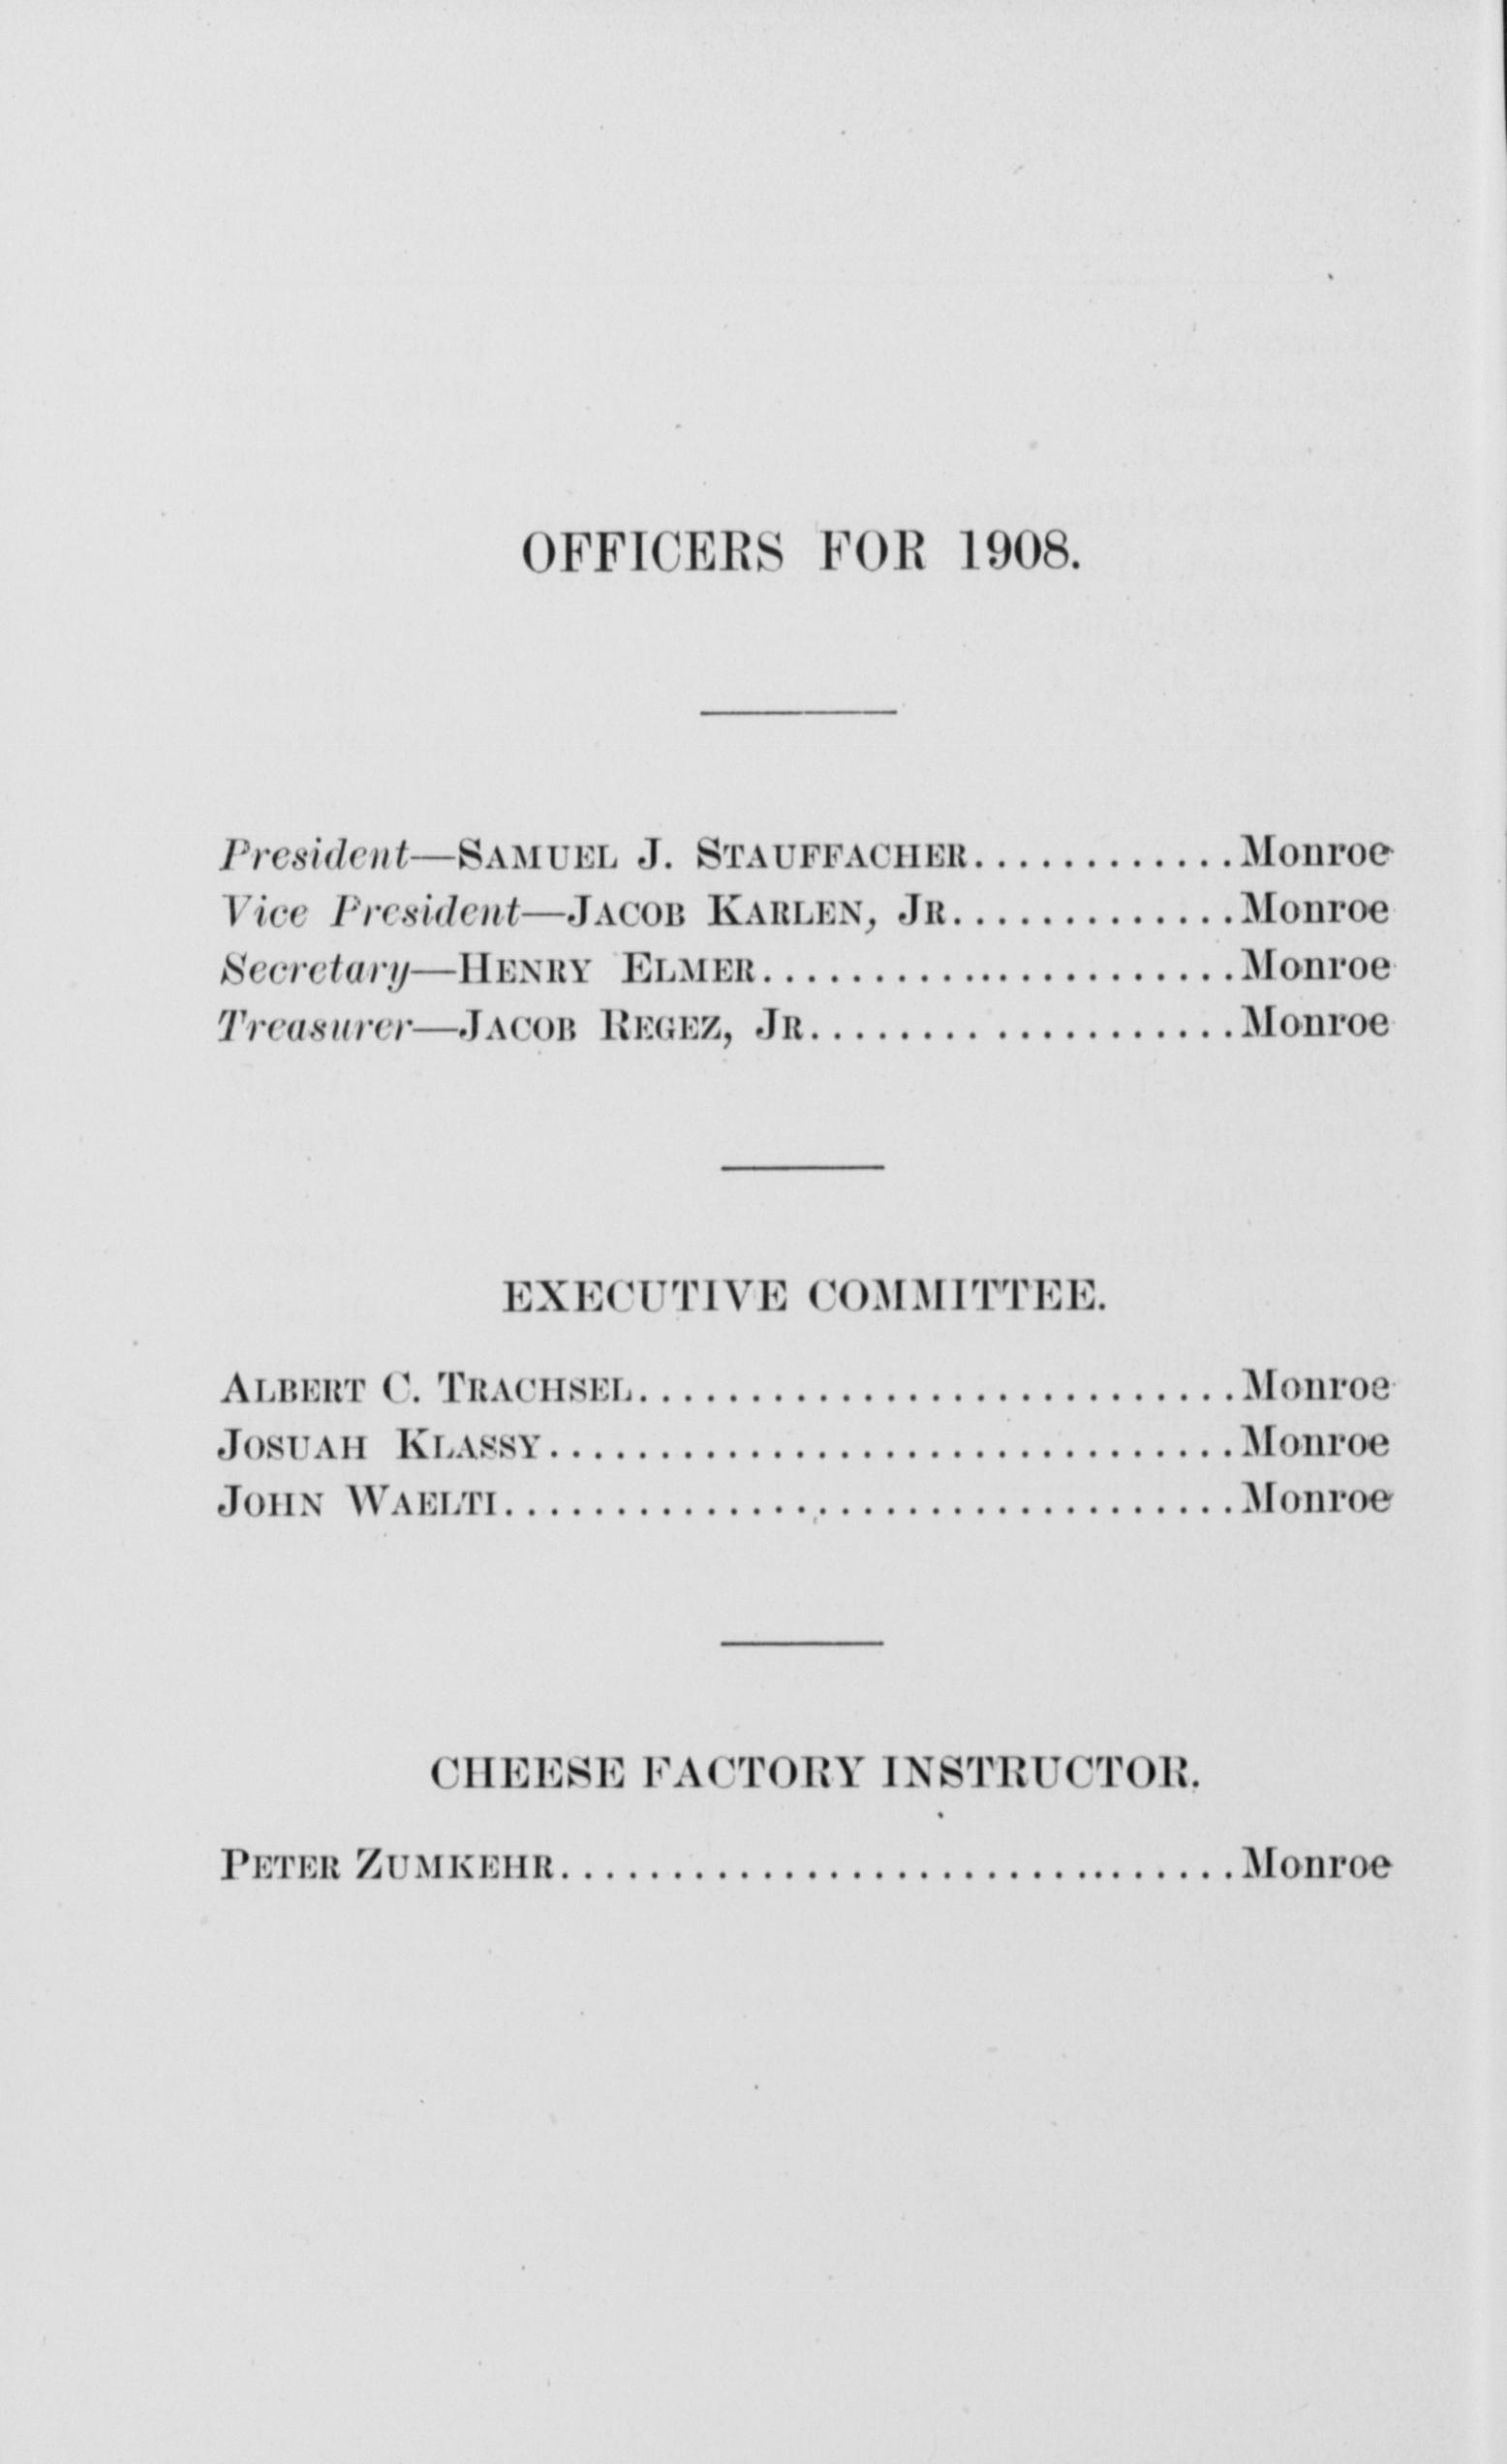 OFFICERS FOR 1908.
President—SAMUEL J. STAUFFACHER............Monroe
Vice President—JACOB KARLEN, JR.............Monroe
Secretary—HENRY ELMER.....................Monroe
Treasurer—JACOB REGEZ, JR...................Monroe
EXECUTIVE COMMITTEE.
ALBERT C. TRACHSEL...........................Monroe
JOSUAH KLASSY...............................Monroe
JOHN WAELTI.................................Monroe
CHEESE FACTORY INSTRUCTOR.
PETER ZUMKEHR..............................Monroe